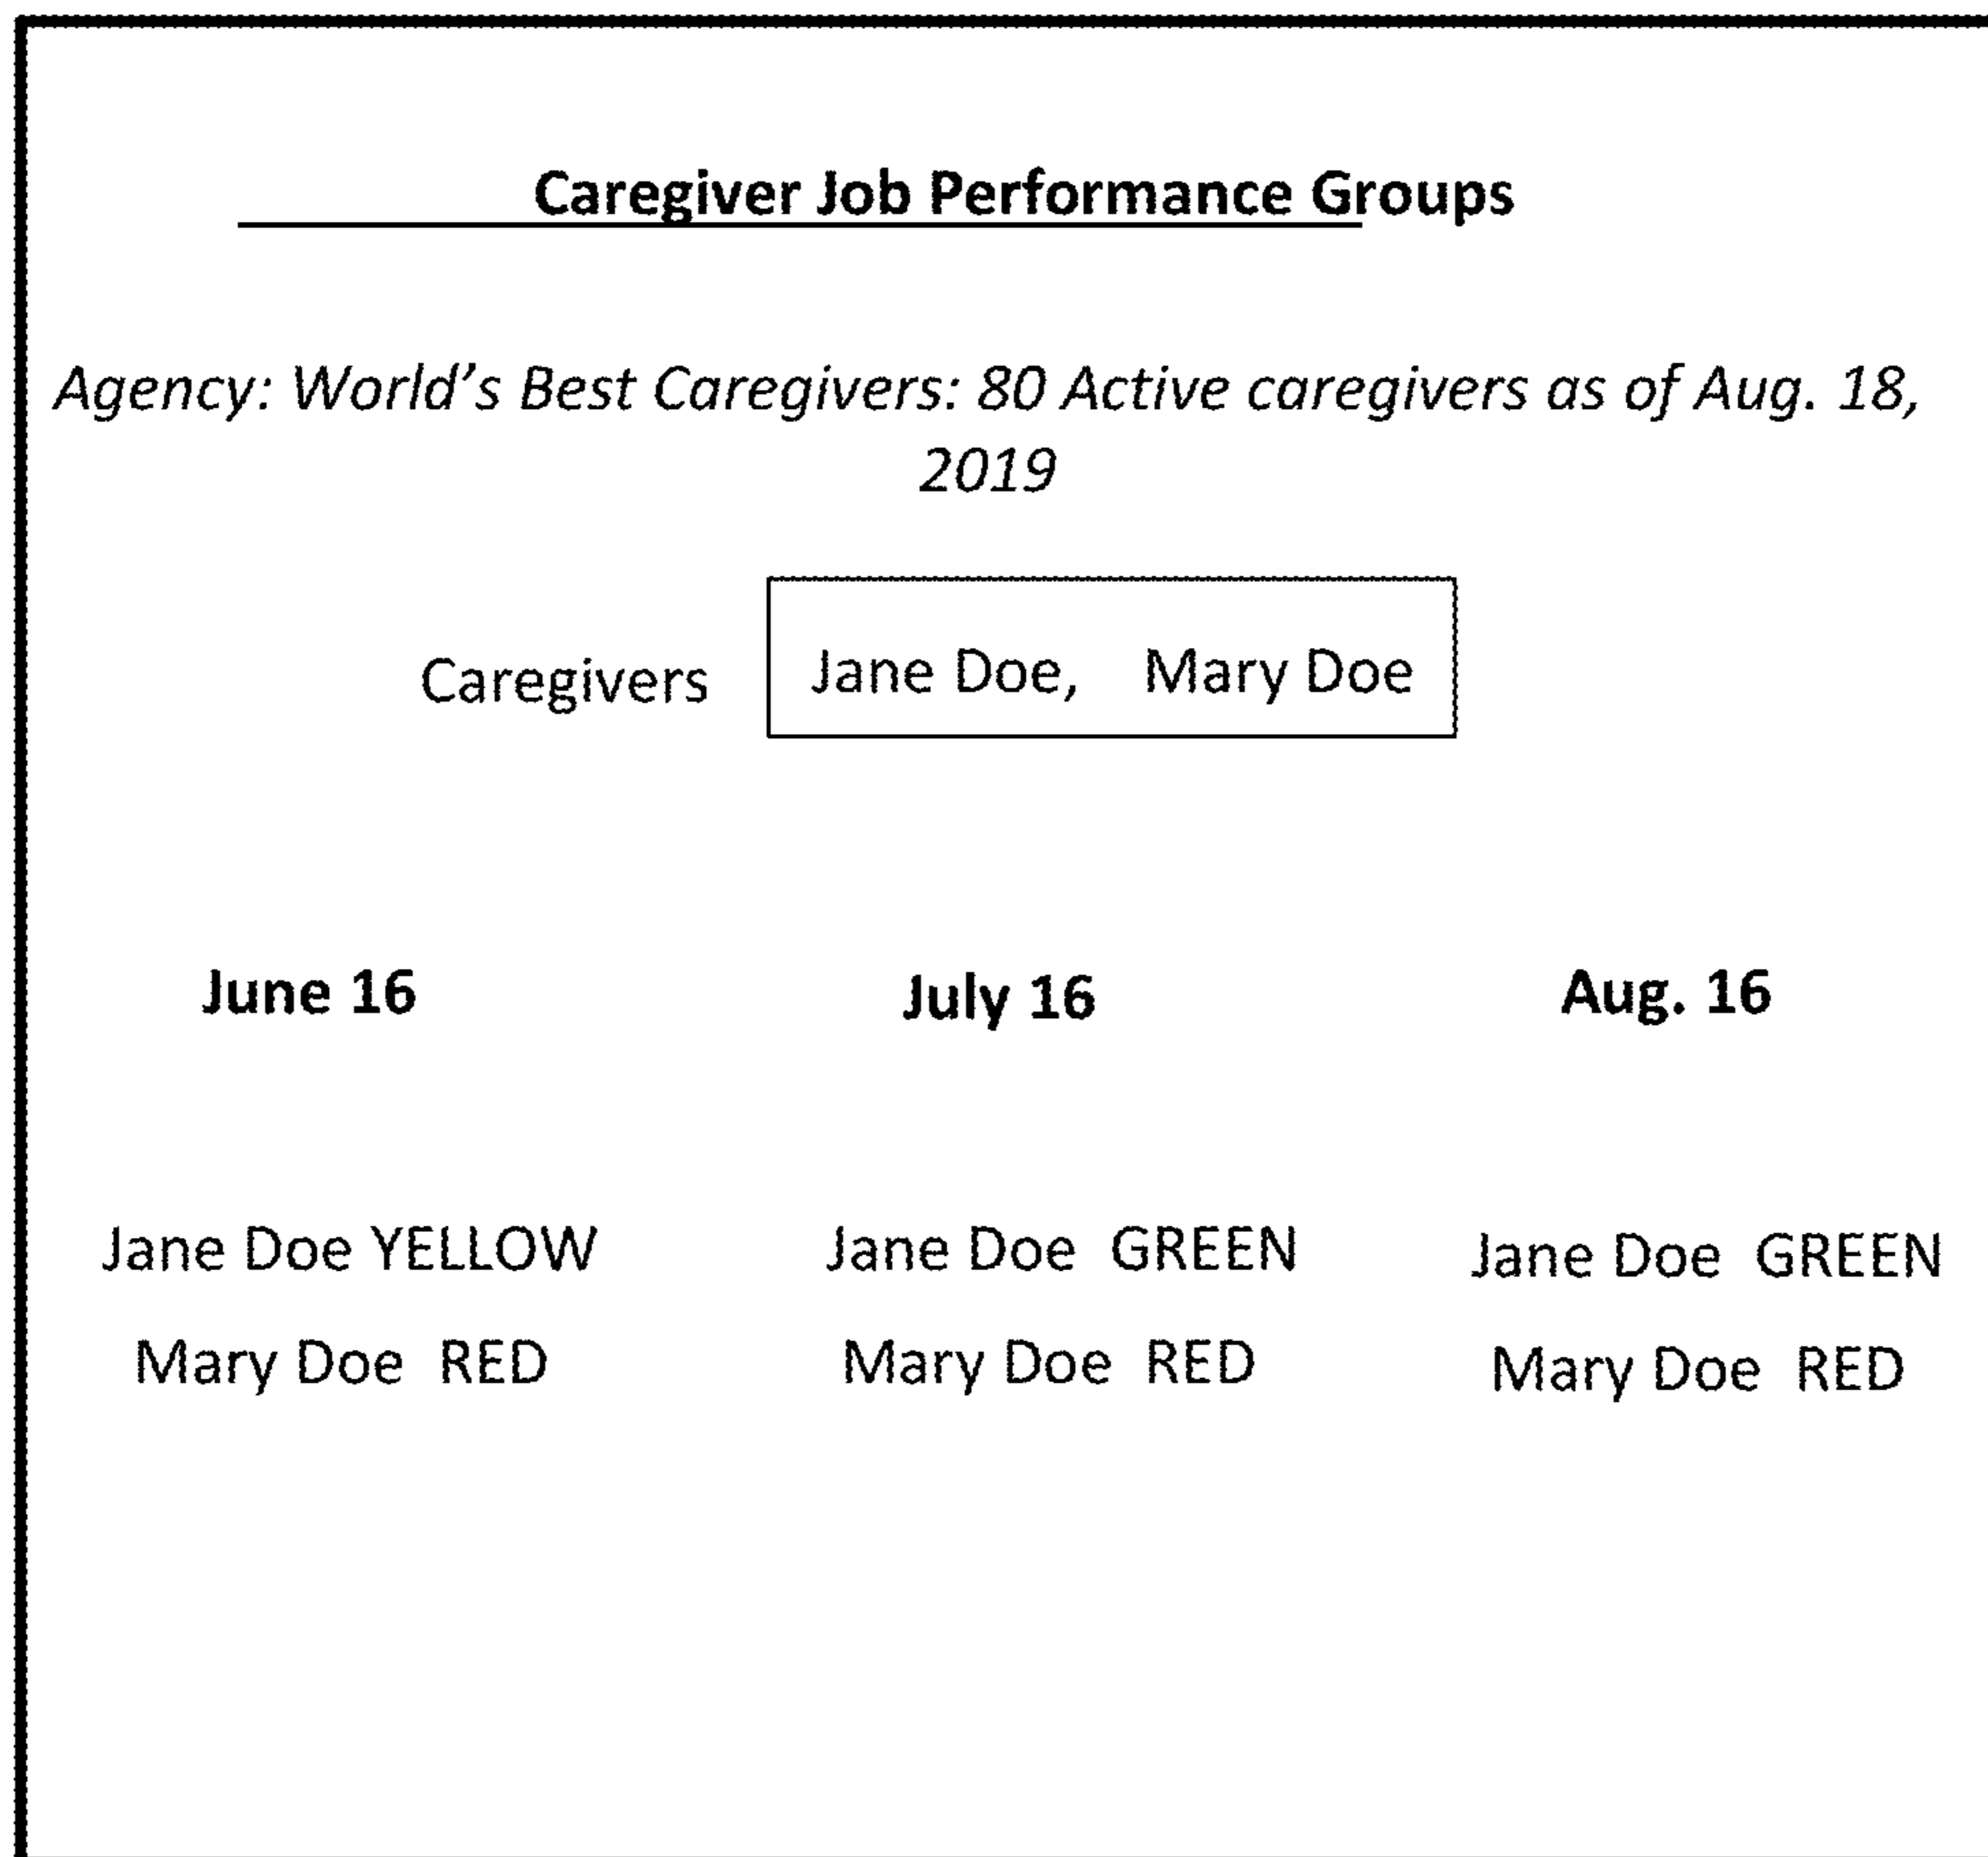 Caregiver Job Performance Groups
Agency: World's Best Caregivers: 80 Active caregivers as of Aug. 18,
2019
Caregivers Jane Doe, Mary Doe
June 16 July 16 Aug. 16
Jane Doe YELLOW Jane Doe GREEN Jane Doe GREEN
Mary Doe RED Mary Doe RED Mary Doe RED